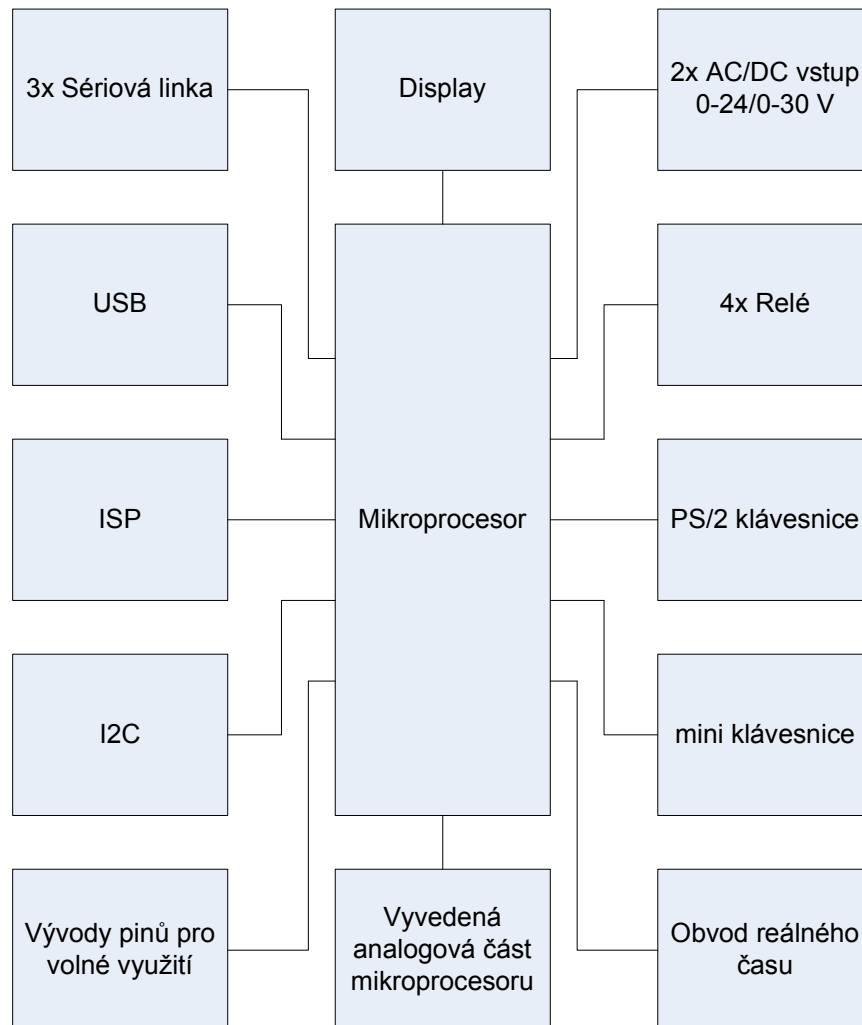 3x Sériová linka
Display
2x AC/DC vstup
0-24/0-30 V
USB
4x Relé
ISP
Mikroprocesor
PS/2 klávesnice
I2C
mini klávesnice
Vývody pinů pro
volné využití
Vyvedená
analogová část
mikroprocesoru
Obvod reálného
času